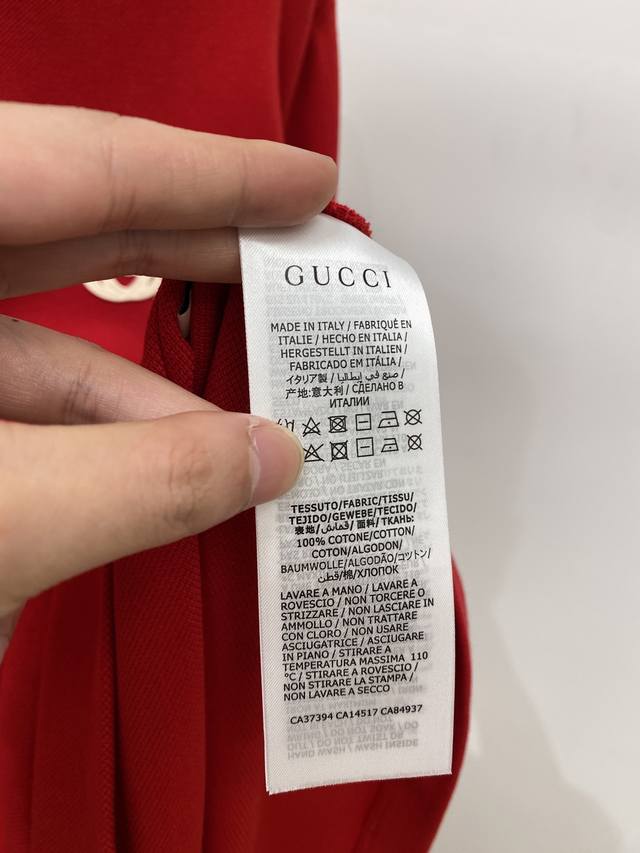 GUCCI
MADE IN ITALY / FABRIQUÉ EN
ITALIE / HECHO EN ITALIA /
HERGESTELLT IN ITALIEN /
FABRICADO EM ITÁLIA /
イタリア製 / صنع في إيطاليا /
产地:意大利 / СДЕЛАНО В
ИТАЛИИ
TESSUTO/FABRIC/TISSU/
TEJIDO/GEWEBE/TECIDO/
表地/قماش/ 面料/ТКАНЬ:
100% COTONE/COTTON/
COTON/ALGODON/
BAUMWOLLE/ALGODÃO/コットン/
قطن/棉/ХЛОПОК
LAVARE A MANO / LAVARE A
ROVESCIO / NON TORCERE O
STRIZZARE / NON LASCIARE IN
AMMOLLO / NON TRATTARE
CON CLORO / NON USARE
ASCIUGATRICE / ASCIUGARE
IN PIANO / STIRARE A
TEMPERATURA MASSIMA 110
°C / STIRARE A ROVESCIO /
NON STIRARE LA STAMPA /
NON LAVARE A SECCO
CA37394 CA14517 CA84937